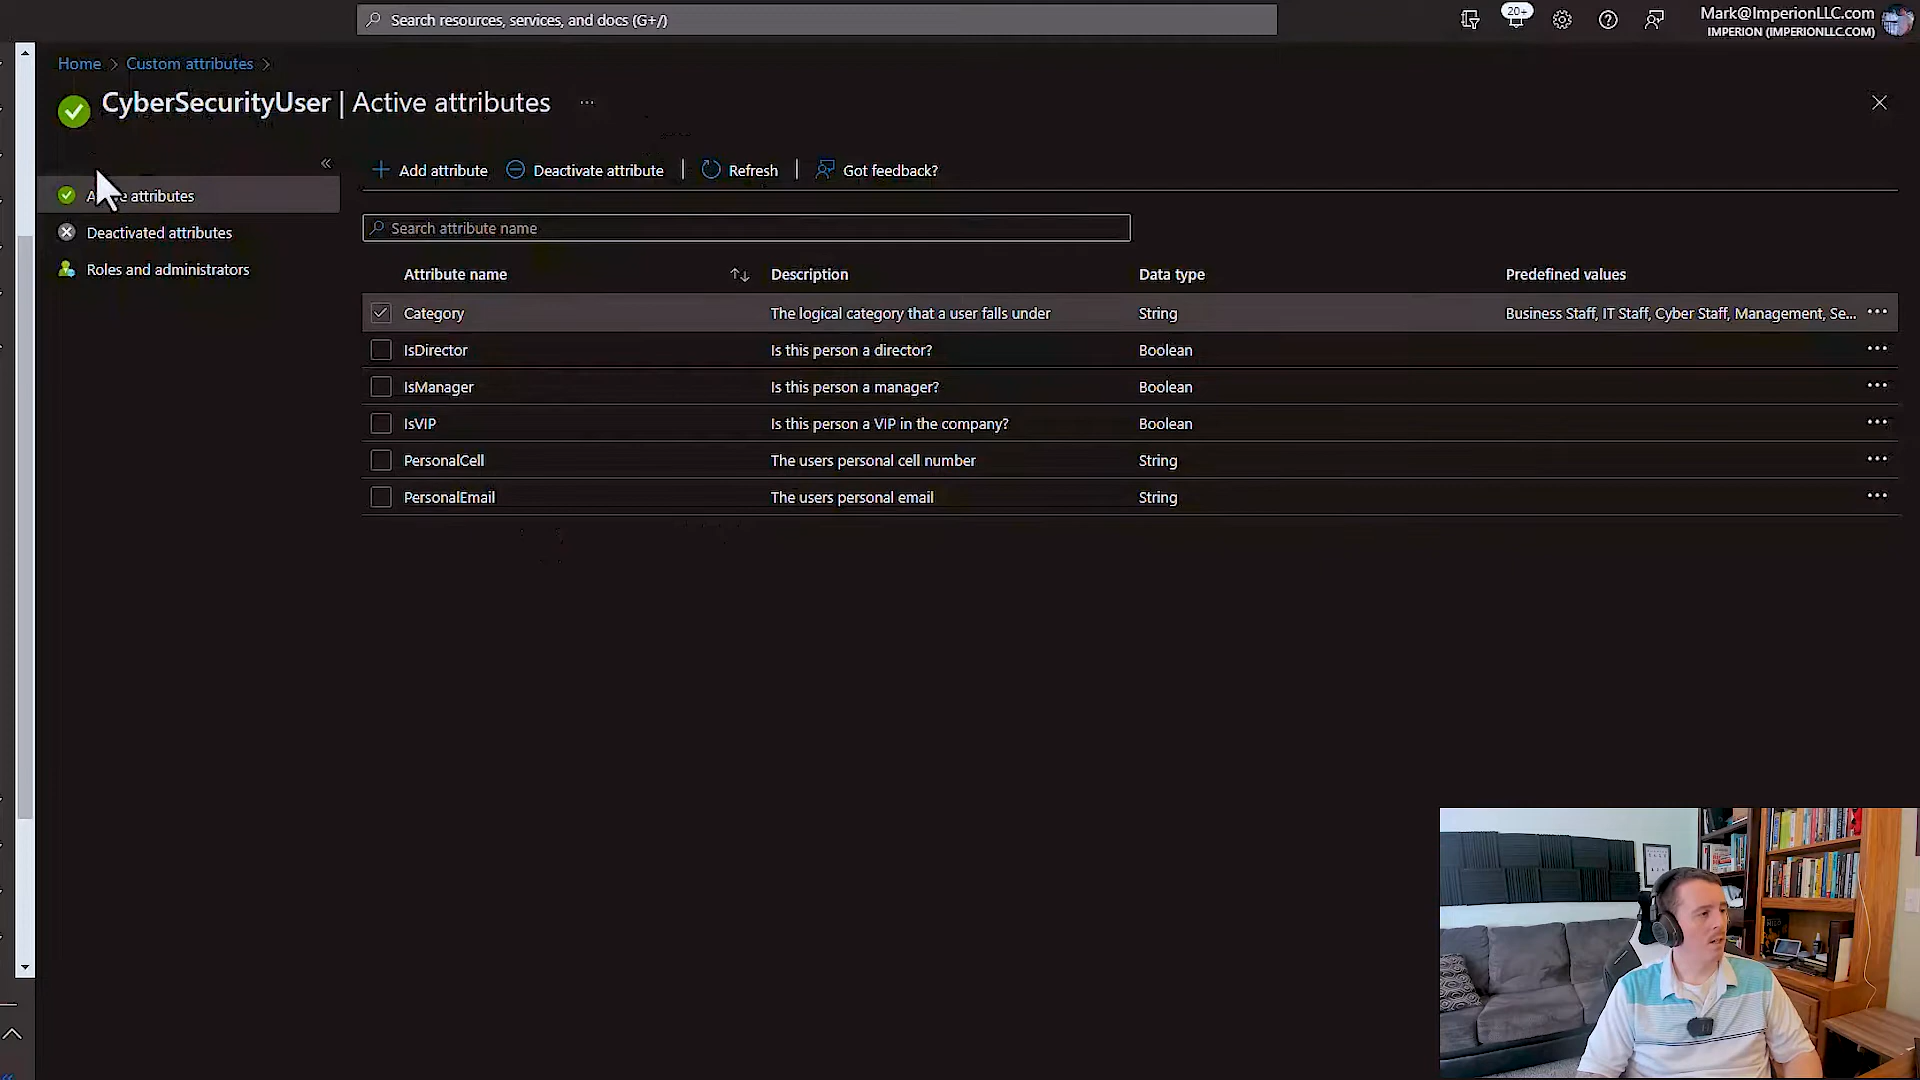 Search resources, services, and docs (G+/)
20+
Mark@ImperionLLC.com
IMPERION (IMPERIONLLC.COM)
Home > Custom attributes >
CyberSecurityUser | Active attributes ...
«
Add attribute
Deactivate attribute
Refresh
Got feedback?
attributes
Deactivated attributes
Roles and administrators
Search attribute name
Attribute name
Description
Data type
Predefined values
Category
The logical category that a user falls under
String
Business Staff, IT Staff, Cyber Staff, Management, Se... ...
IsDirector
Is this person a director?
Boolean
...
IsManager
Is this person a manager?
Boolean
...
IsVIP
Is this person a VIP in the company?
Boolean
...
PersonalCell
The users personal cell number
String
...
PersonalEmail
The users personal email
String
...